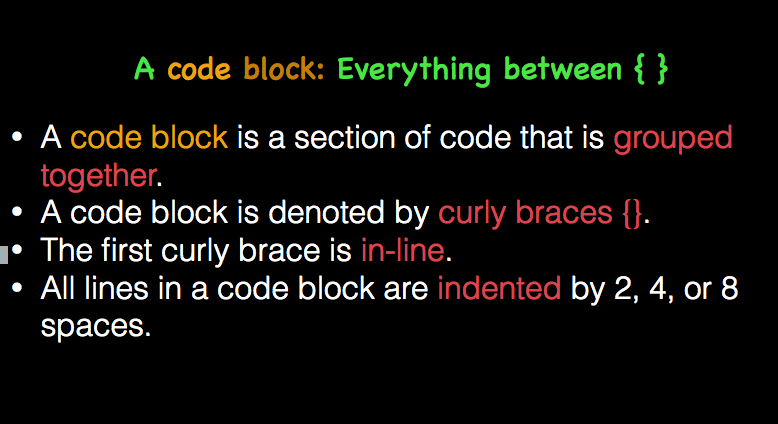 A code block: Everything between { }
• A code block is a section of code that is grouped
together.
• A code block is denoted by curly braces {}.
• The first curly brace is in-line.
• All lines in a code block are indented by 2, 4, or 8
spaces.